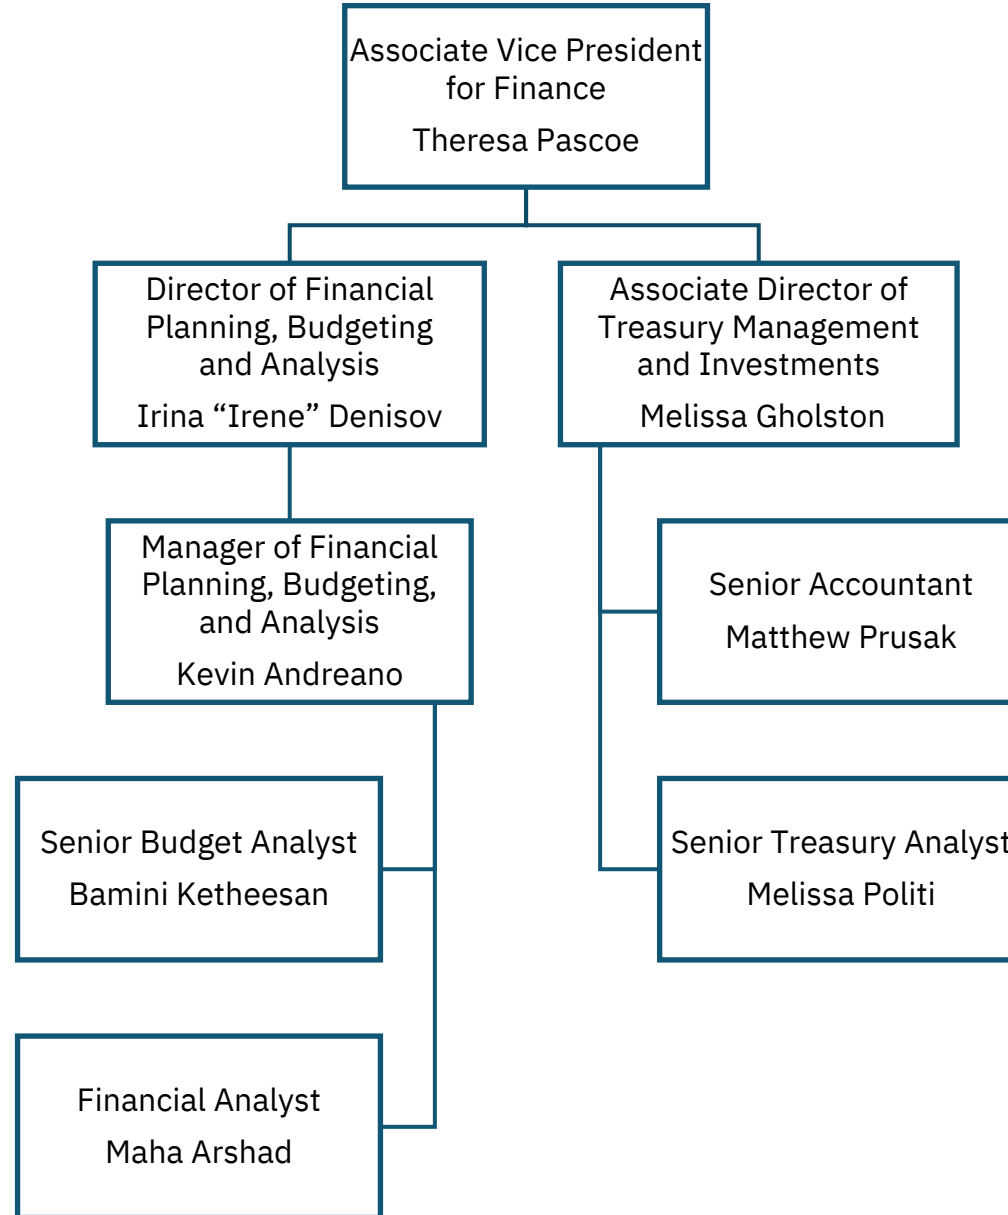 Associate Vice President
for Finance
Theresa Pascoe
Director of Financial
Planning, Budgeting
and Analysis
Irina “Irene” Denisov
Associate Director of
Treasury Management
and Investments
Melissa Gholston
Manager of Financial
Planning, Budgeting,
and Analysis
Kevin Andreano
Senior Accountant
Matthew Prusak
Senior Budget Analyst
Bamini Ketheesan
Senior Treasury Analyst
Melissa Politi
Financial Analyst
Maha Arshad